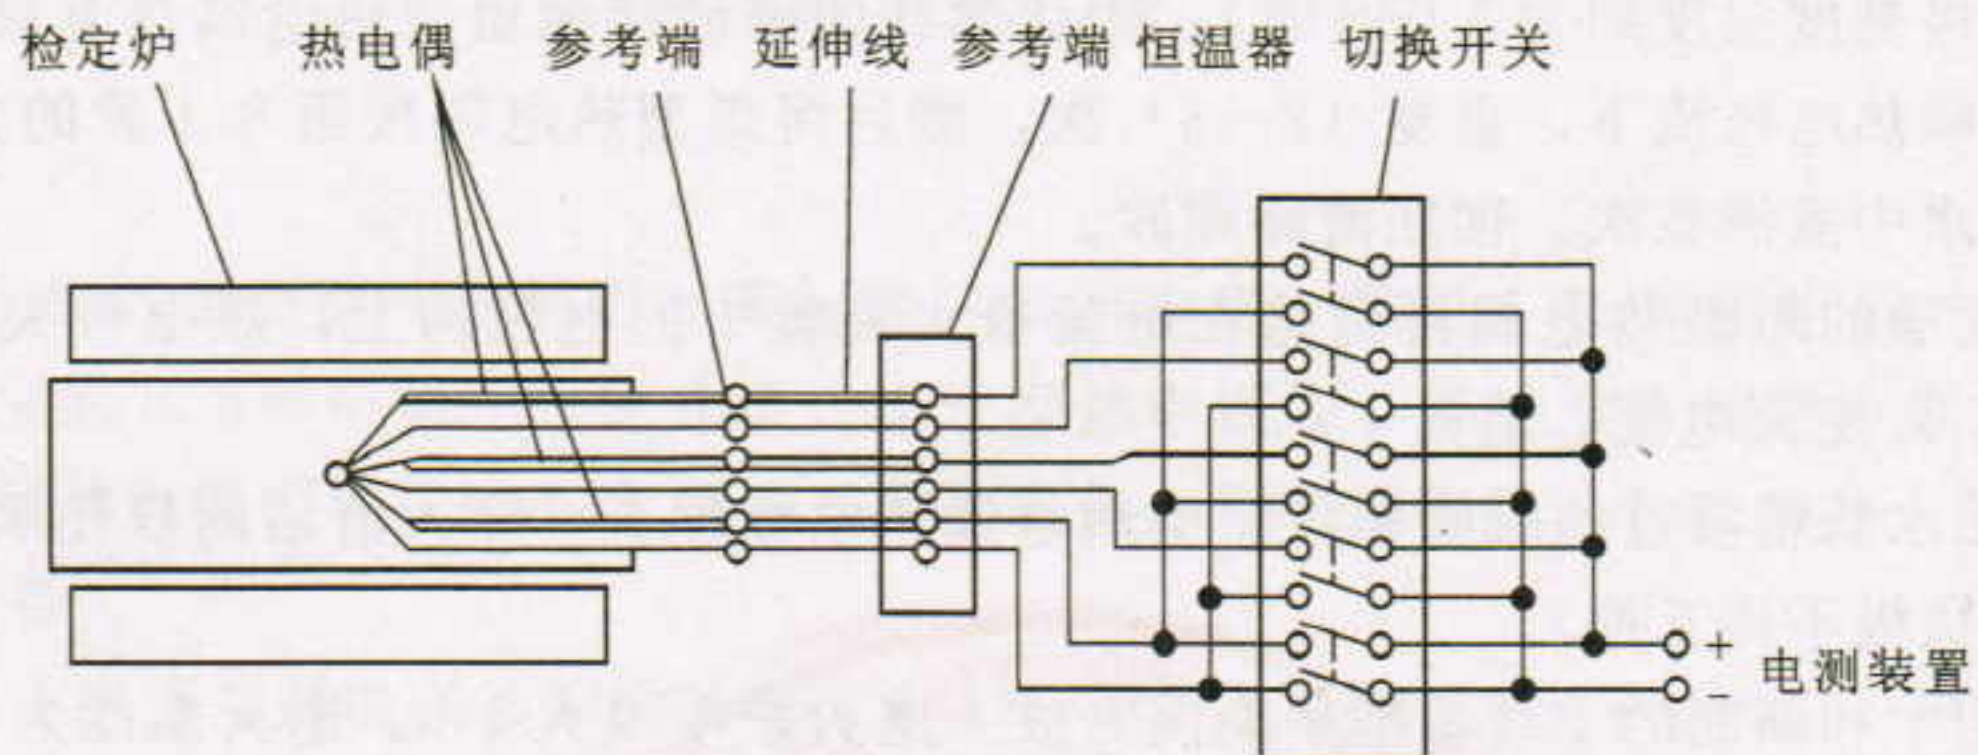 检定炉 热电偶 参考端 延伸线 参考端 恒温器 切换开关
+
− 电测装置